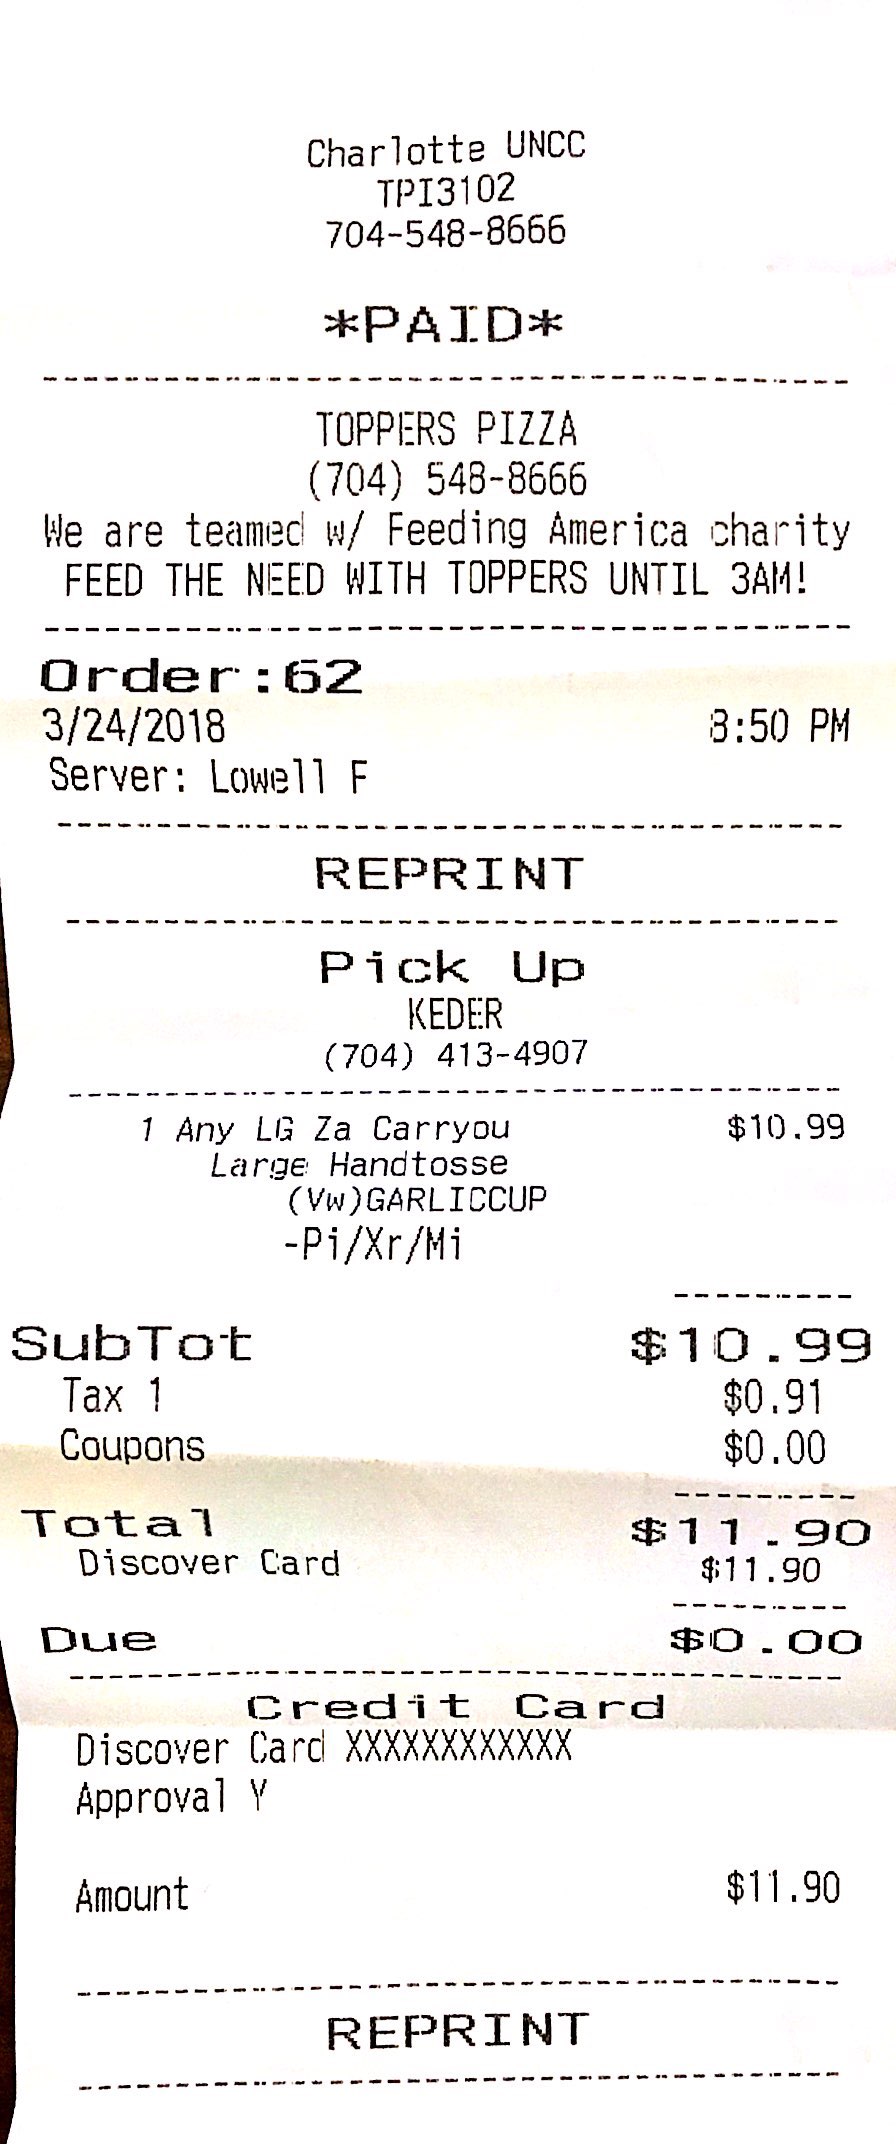 Charlotte UNCC
TPI3102
704-548-8666
*PAID*
TOPPERS PIZZA
(704) 548-8666
We are teamed w/ Feeding America charity
FEED THE NEED WITH TOPPERS UNTIL 3AM!
Order:62
3/24/2018 8:50 PM
Server: Lowell F
REPRINT
Pick Up
KEDER
(704) 413-4907
1 Any LG Za Carryou $10.99
Large Handtosse
(Vw)GARLICCUP
-Pi/Xr/Mi
SubTot $10.99
Tax 1 $0.91
Coupons $0.00
Total $11.90
Discover Card $11.90
Due $0.00
Credit Card
Discover Card XXXXXXXXXXXX
Approval Y
Amount $11.90
REPRINT